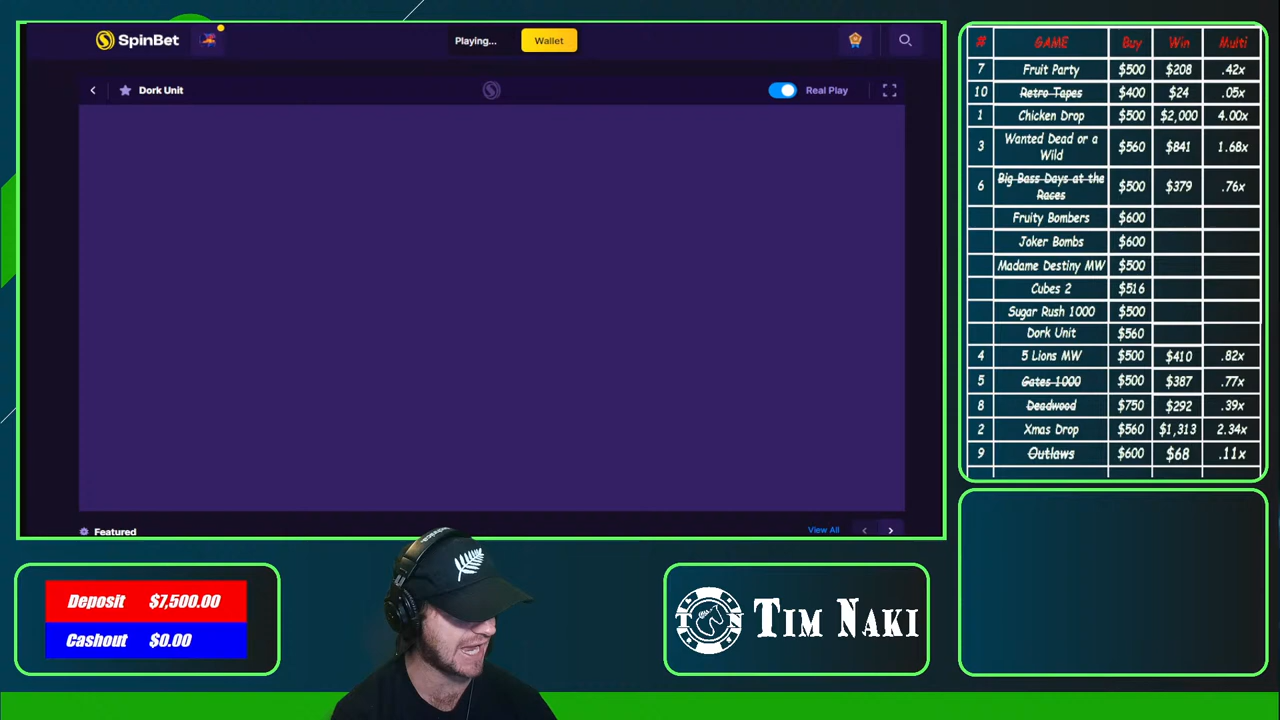 SpinBet
Playing...
Wallet
Dork Unit
Real Play
Featured
View All
# GAME Buy Win Multi
7 Fruit Party $500 $208 .42x
10 Retro Tapes $400 $24 .05x
1 Chicken Drop $500 $2,000 4.00x
3 Wanted Dead or a Wild $560 $841 1.68x
6 Big Bass Days at the Races $500 $379 .76x
Fruity Bombers $600
Joker Bombs $600
Madame Destiny MW $500
Cubes 2 $516
Sugar Rush 1000 $500
Dork Unit $560
4 5 Lions MW $500 $410 .82x
5 Gates 1000 $500 $387 .77x
8 Deadwood $750 $292 .39x
2 Xmas Drop $560 $1,313 2.34x
9 Outlaws $600 $68 .11x
Deposit $7,500.00
Cashout $0.00
TIM NAKI